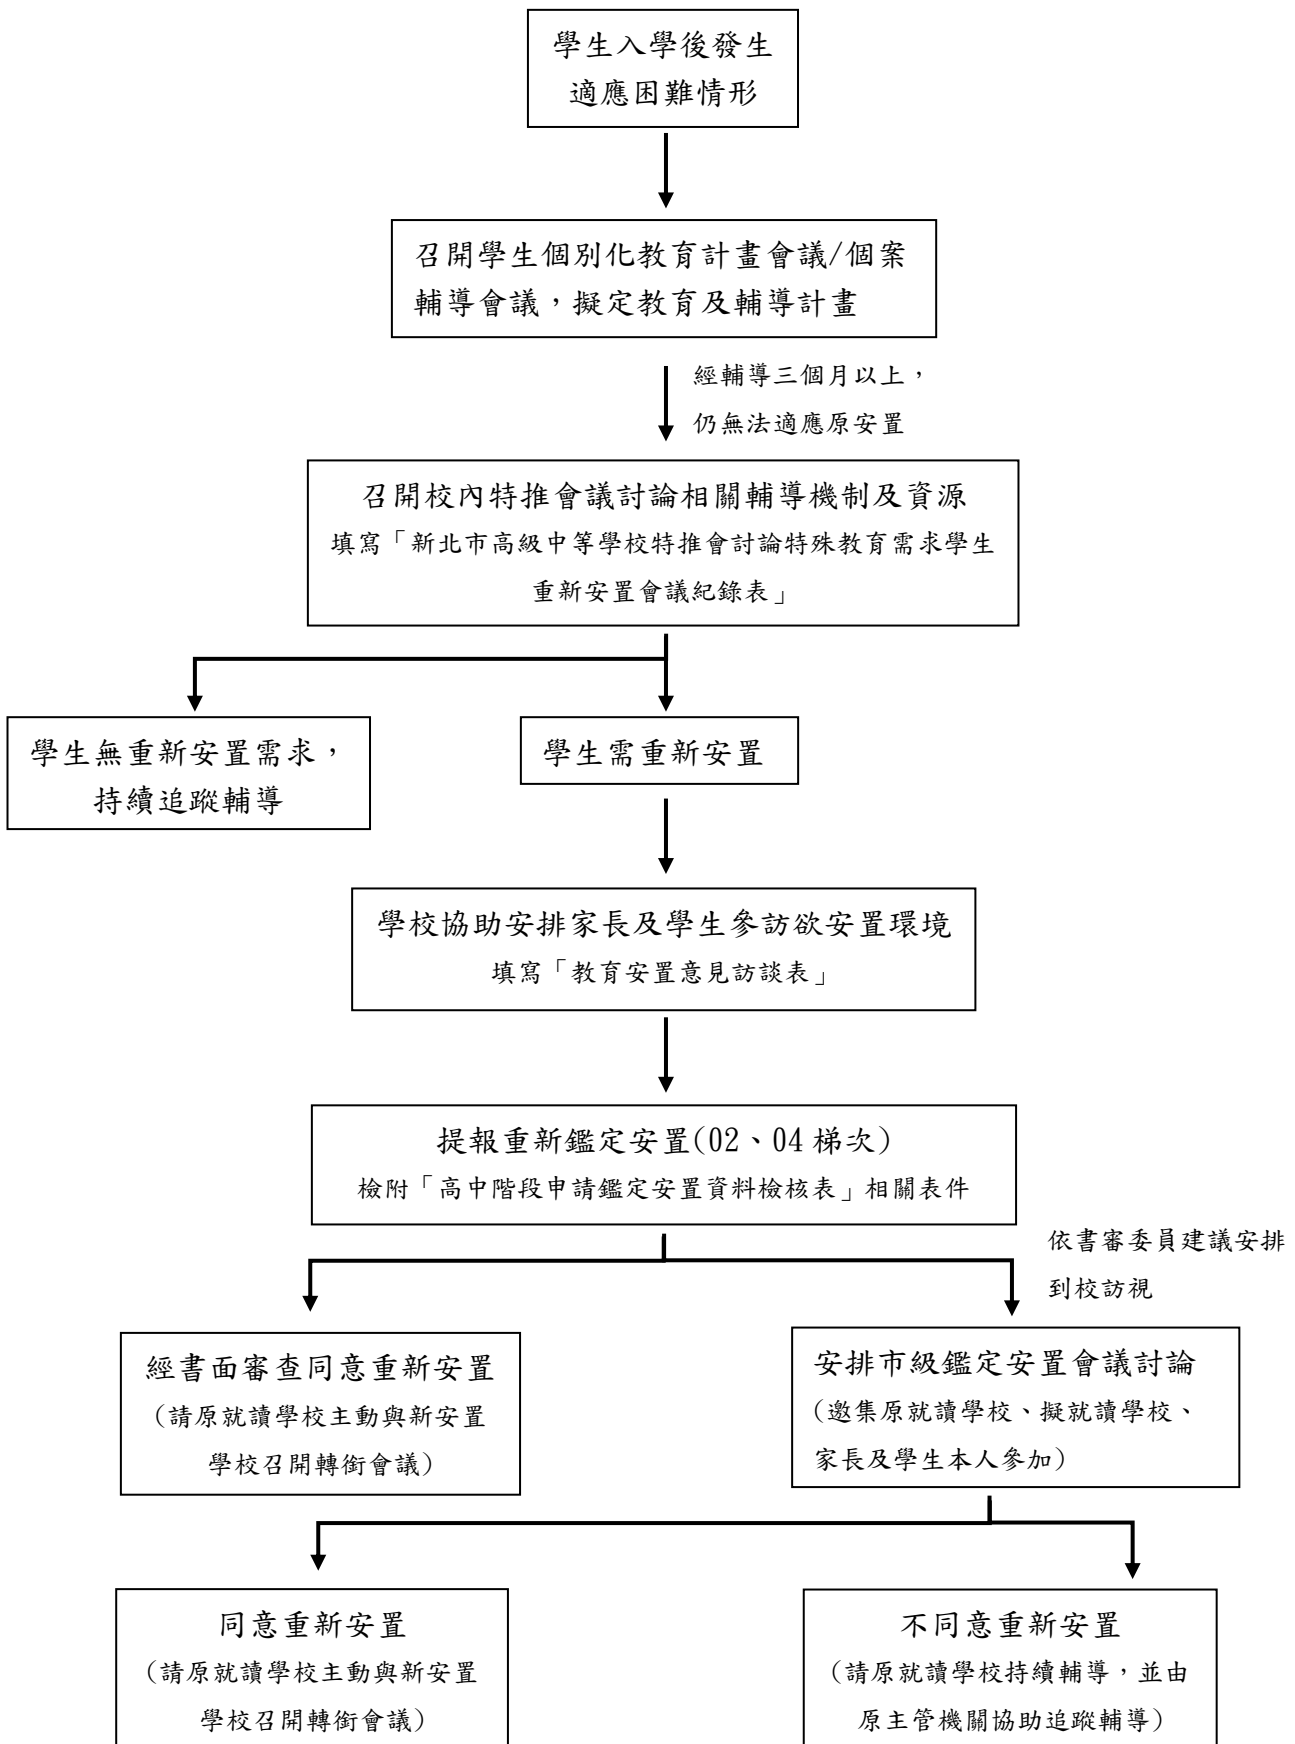 學生入學後發生
適應困難情形
召開學生個別化教育計畫會議/個案
輔導會議，擬定教育及輔導計畫
經輔導三個月以上，
仍無法適應原安置
召開校內特推會議討論相關輔導機制及資源
填寫「新北市高級中等學校特推會討論特殊教育需求學生
重新安置會議紀錄表」
學生無重新安置需求，
持續追蹤輔導
學生需重新安置
學校協助安排家長及學生參訪欲安置環境
填寫「教育安置意見訪談表」
提報重新鑑定安置(02、04梯次)
檢附「高中階段申請鑑定安置資料檢核表」相關表件
依書審委員建議安排
到校訪視
經書面審查同意重新安置
（請原就讀學校主動與新安置
學校召開轉銜會議）
安排市級鑑定安置會議討論
（邀集原就讀學校、擬就讀學校、
家長及學生本人參加）
同意重新安置
（請原就讀學校主動與新安置
學校召開轉銜會議）
不同意重新安置
（請原就讀學校持續輔導，並由
原主管機關協助追蹤輔導）